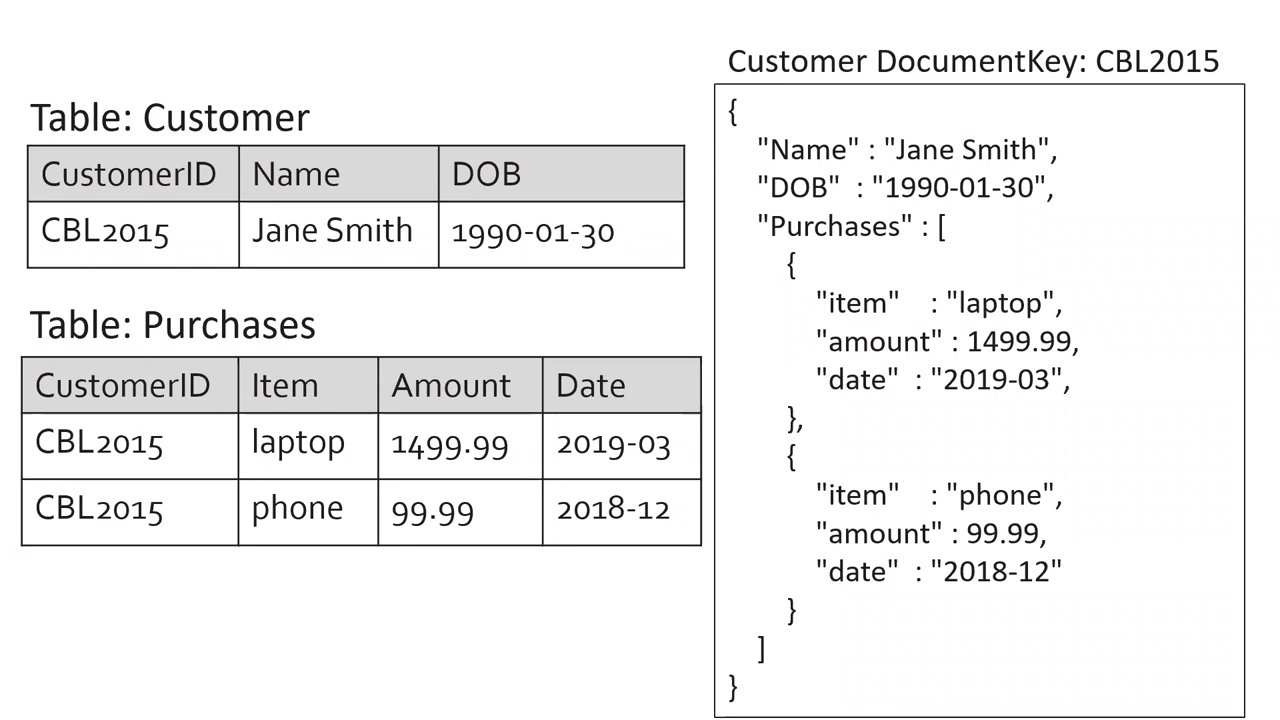 Table: Customer
CustomerID Name DOB
CBL2015 Jane Smith 1990-01-30
Table: Purchases
CustomerID Item Amount Date
CBL2015 laptop 1499.99 2019-03
CBL2015 phone 99.99 2018-12
Customer DocumentKey: CBL2015
{
"Name" : "Jane Smith",
"DOB" : "1990-01-30",
"Purchases" : [
{
"item" : "laptop",
"amount" : 1499.99,
"date" : "2019-03",
},
{
"item" : "phone",
"amount" : 99.99,
"date" : "2018-12"
}
]
}